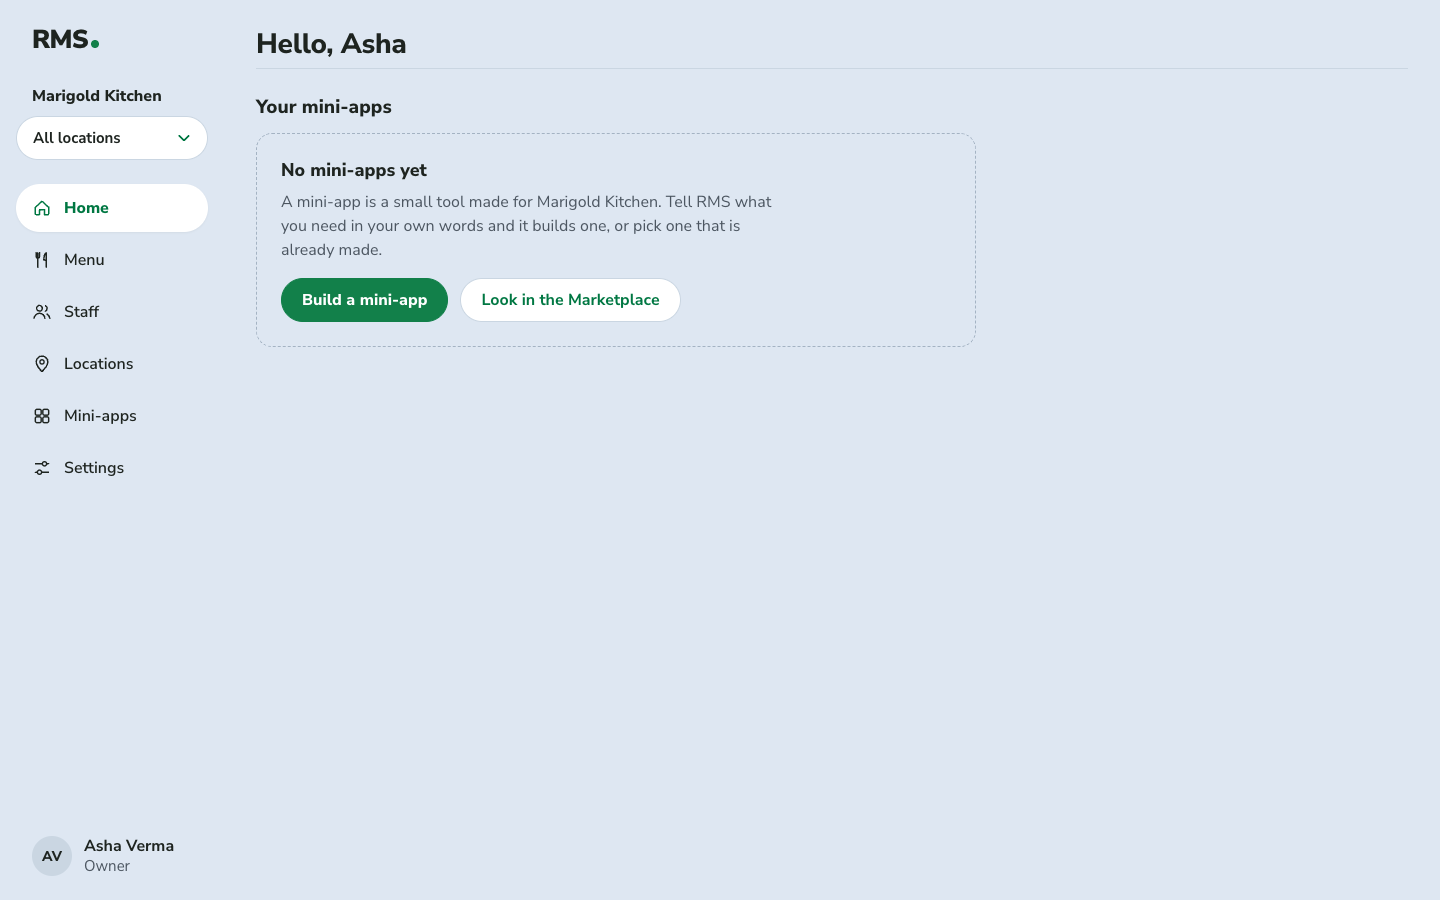 RMS.
Marigold Kitchen
All locations
Home
Menu
Staff
Locations
Mini-apps
Settings
AV
Asha Verma
Owner
Hello, Asha
Your mini-apps
No mini-apps yet
A mini-app is a small tool made for Marigold Kitchen. Tell RMS what
you need in your own words and it builds one, or pick one that is
already made.
Build a mini-app
Look in the Marketplace